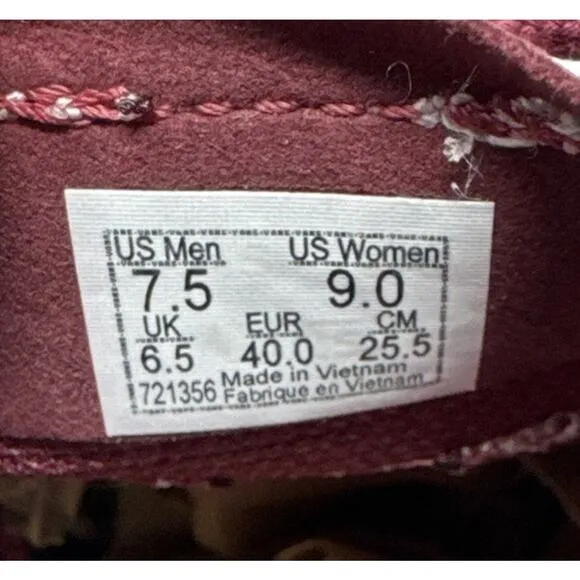 US Men US Women
7.5 9.0
UK EUR CM
6.5 40.0 25.5
721356 Made in Vietnam
Fabrique en Vietnam